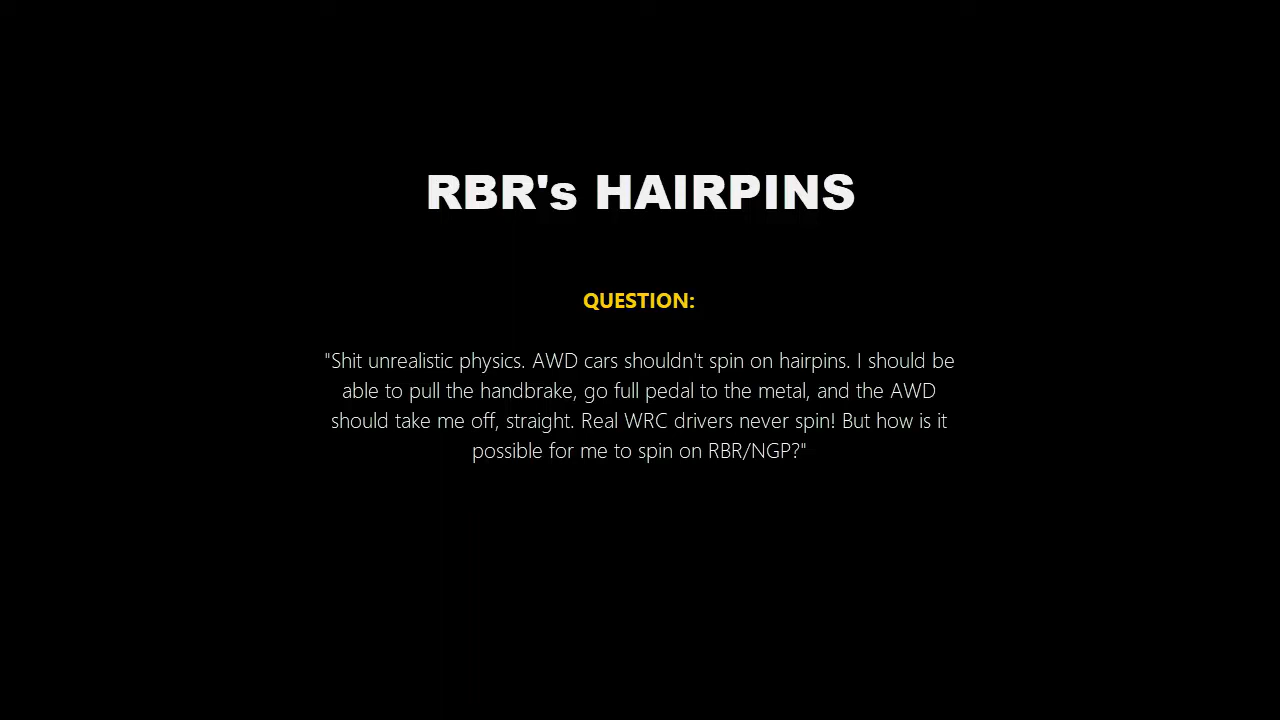 RBR's HAIRPINS
QUESTION:
"Shit unrealistic physics. AWD cars shouldn't spin on hairpins. I should be
able to pull the handbrake, go full pedal to the metal, and the AWD
should take me off, straight. Real WRC drivers never spin! But how is it
possible for me to spin on RBR/NGP?"